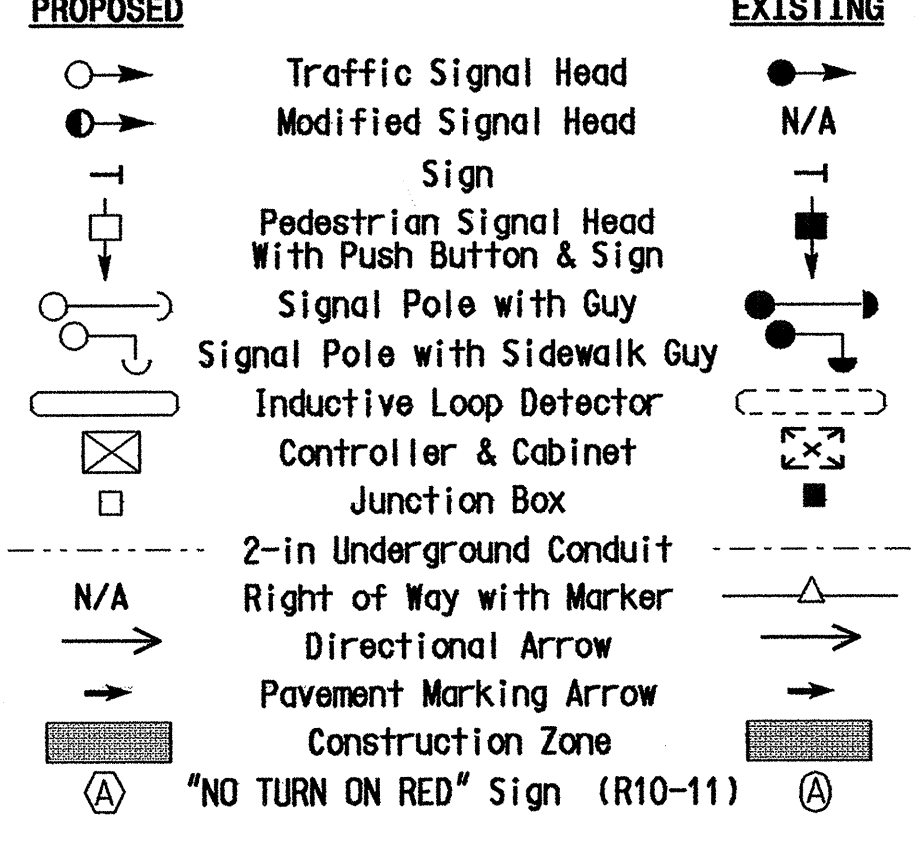 PROPOSED EXISTING
Traffic Signal Head
Modified Signal Head N/A
Sign
Pedestrian Signal Head
With Push Button & Sign
Signal Pole with Guy
Signal Pole with Sidewalk Guy
Inductive Loop Detector
Controller & Cabinet
Junction Box
2-in Underground Conduit
N/A Right of Way with Marker
Directional Arrow
Pavement Marking Arrow
Construction Zone
A "NO TURN ON RED" Sign (R10-11) A